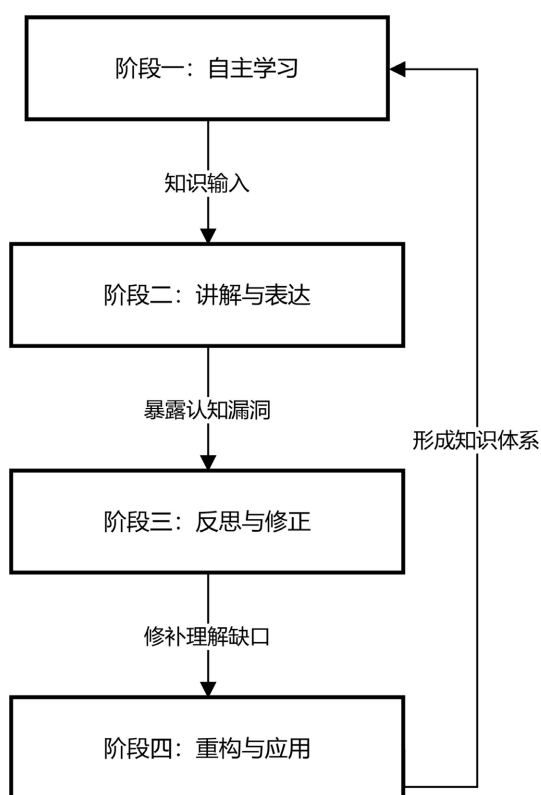 阶段一：自主学习
知识输入
阶段二：讲解与表达
暴露认知漏洞
形成知识体系
阶段三：反思与修正
修补理解缺口
阶段四：重构与应用